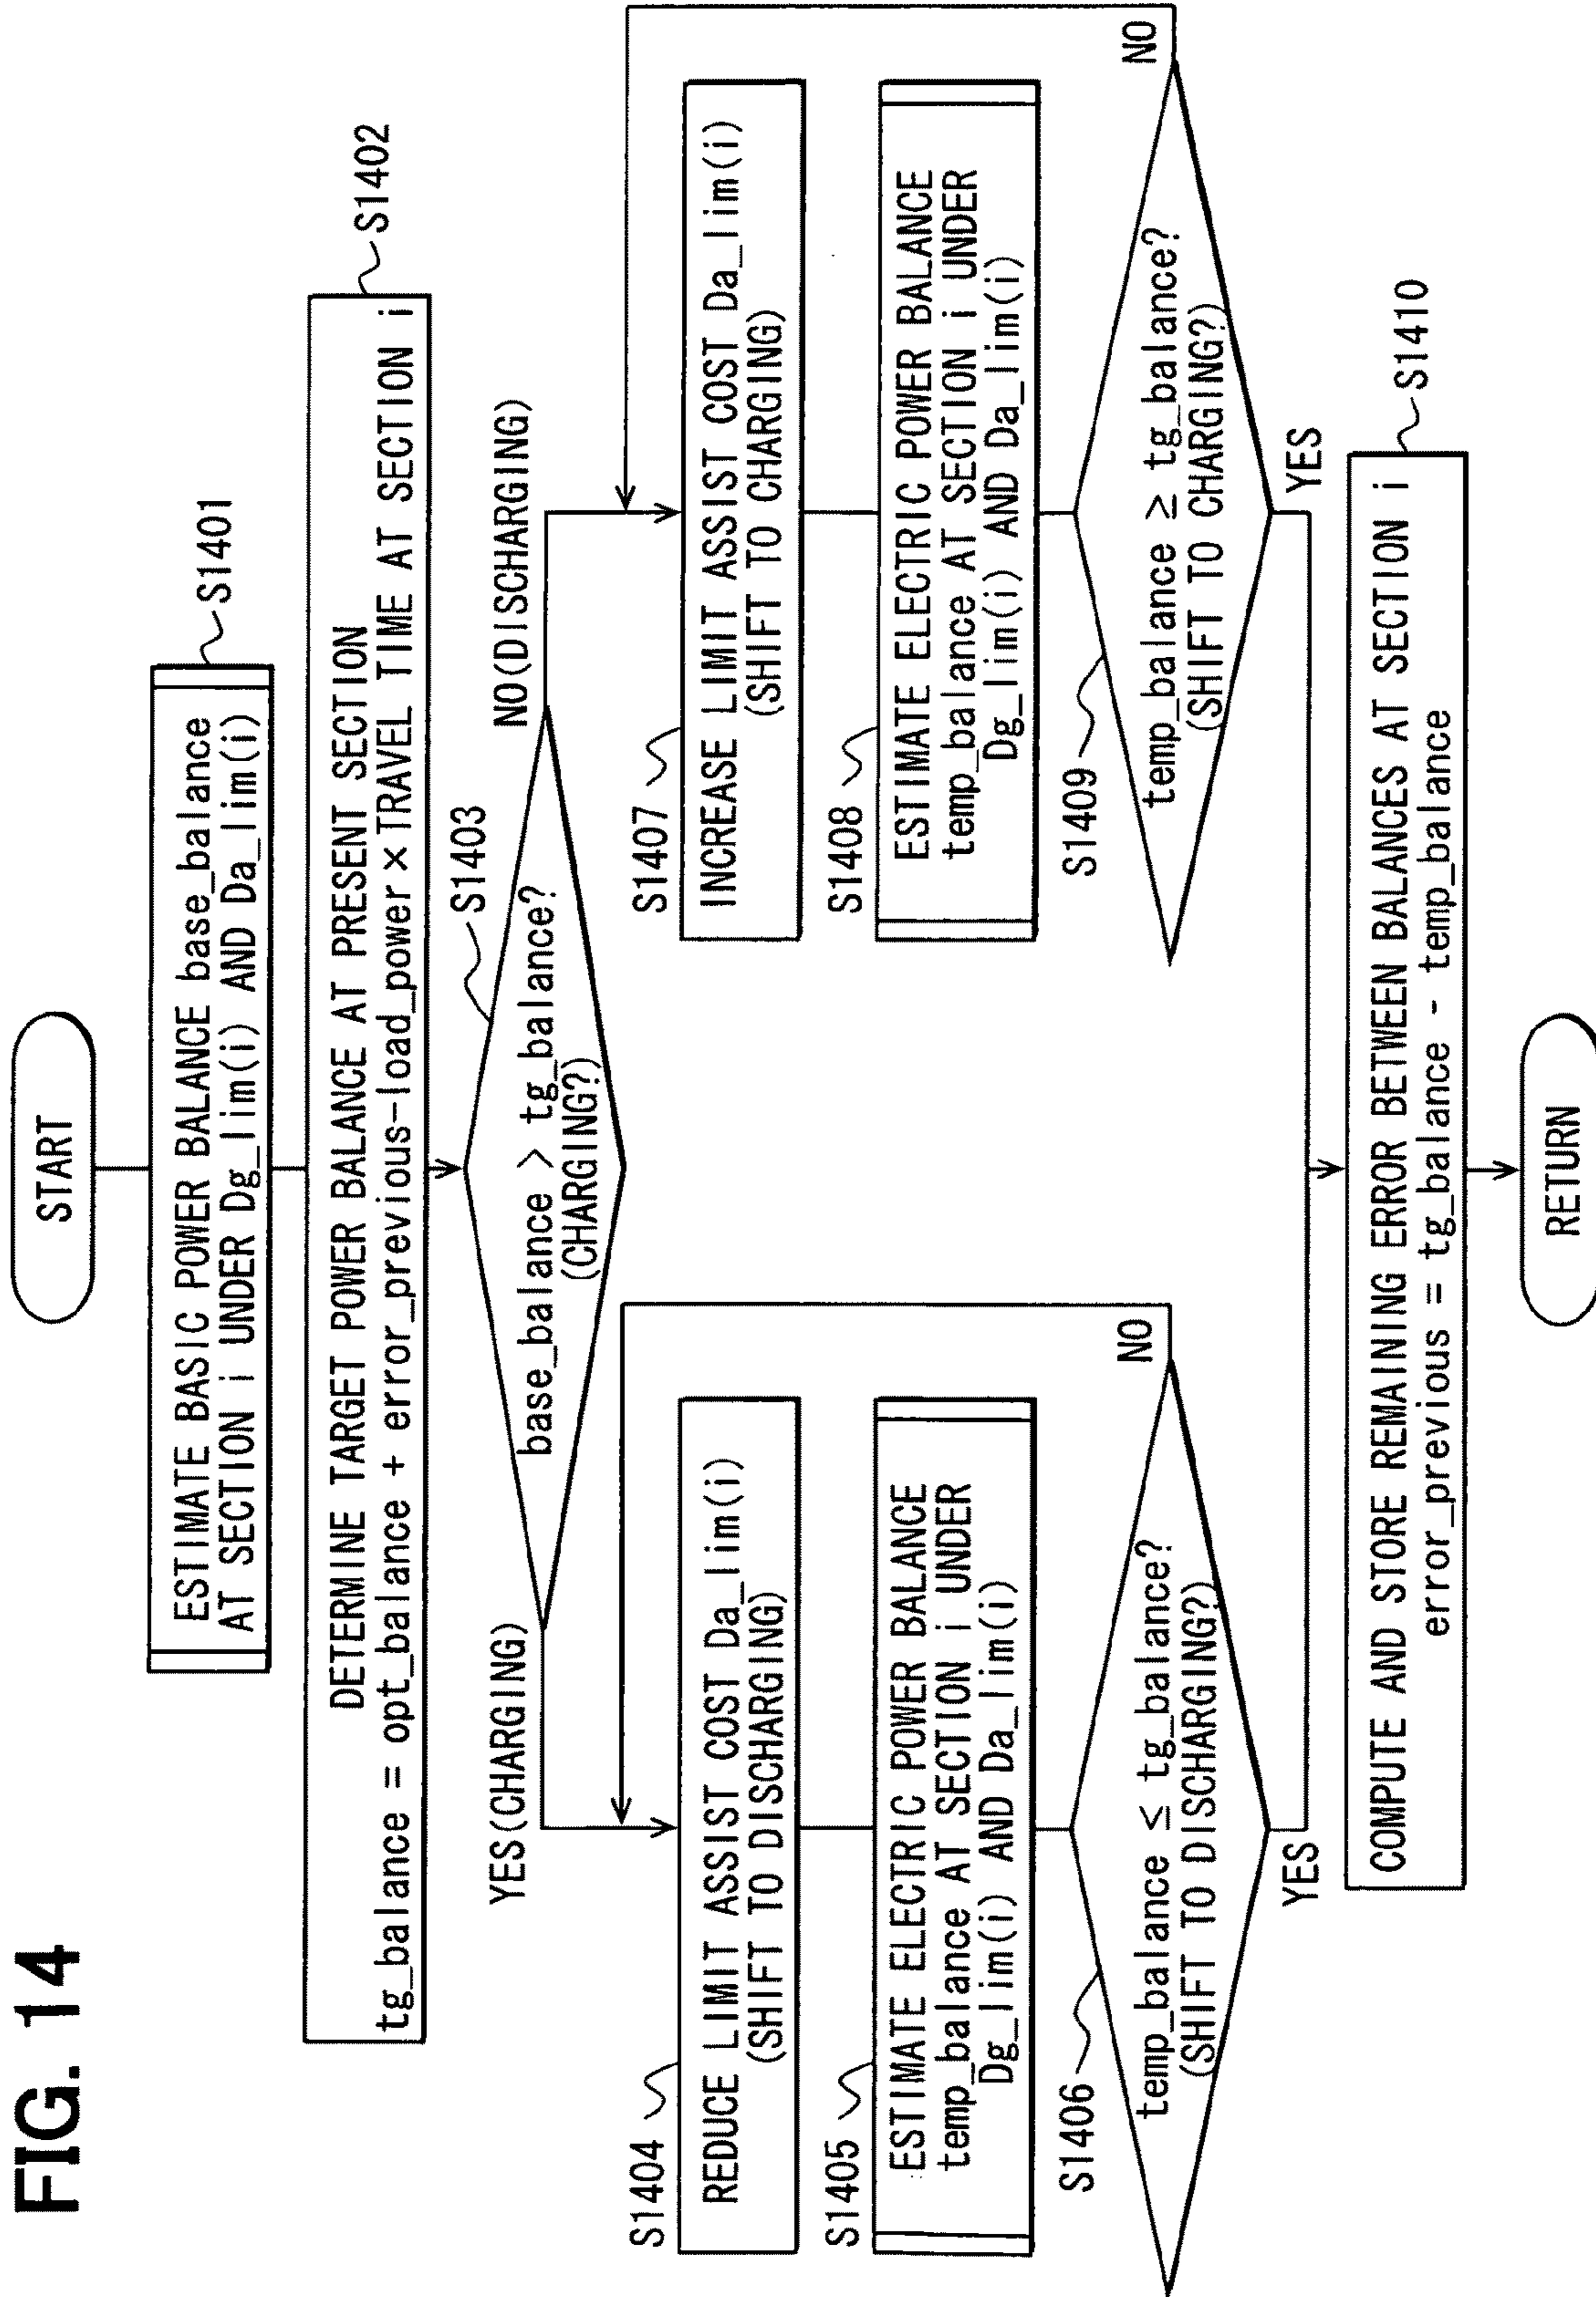 FIG. 14
START
S1401
ESTIMATE BASIC POWER BALANCE base_balance
AT SECTION i UNDER Dg_lim(i) AND Da_lim(i)
S1402
DETERMINE TARGET POWER BALANCE AT PRESENT SECTION
tg_balance = opt_balance + error_previous-load_power×TRAVEL TIME AT SECTION i
S1403
base_balance > tg_balance?
(CHARGING?)
YES(CHARGING)
NO(DISCHARGING)
S1404
REDUCE LIMIT ASSIST COST Da_lim(i)
(SHIFT TO DISCHARGING)
S1405
ESTIMATE ELECTRIC POWER BALANCE
temp_balance AT SECTION i UNDER
Dg_lim(i) AND Da_lim(i)
S1406
temp_balance ≤ tg_balance?
(SHIFT TO DISCHARGING?)
NO
YES
S1407
INCREASE LIMIT ASSIST COST Da_lim(i)
(SHIFT TO CHARGING)
S1408
ESTIMATE ELECTRIC POWER BALANCE
temp_balance AT SECTION i UNDER
Dg_lim(i) AND Da_lim(i)
S1409
temp_balance ≥ tg_balance?
(SHIFT TO CHARGING?)
NO
YES
S1410
COMPUTE AND STORE REMAINING ERROR BETWEEN BALANCES AT SECTION i
error_previous = tg_balance - temp_balance
RETURN